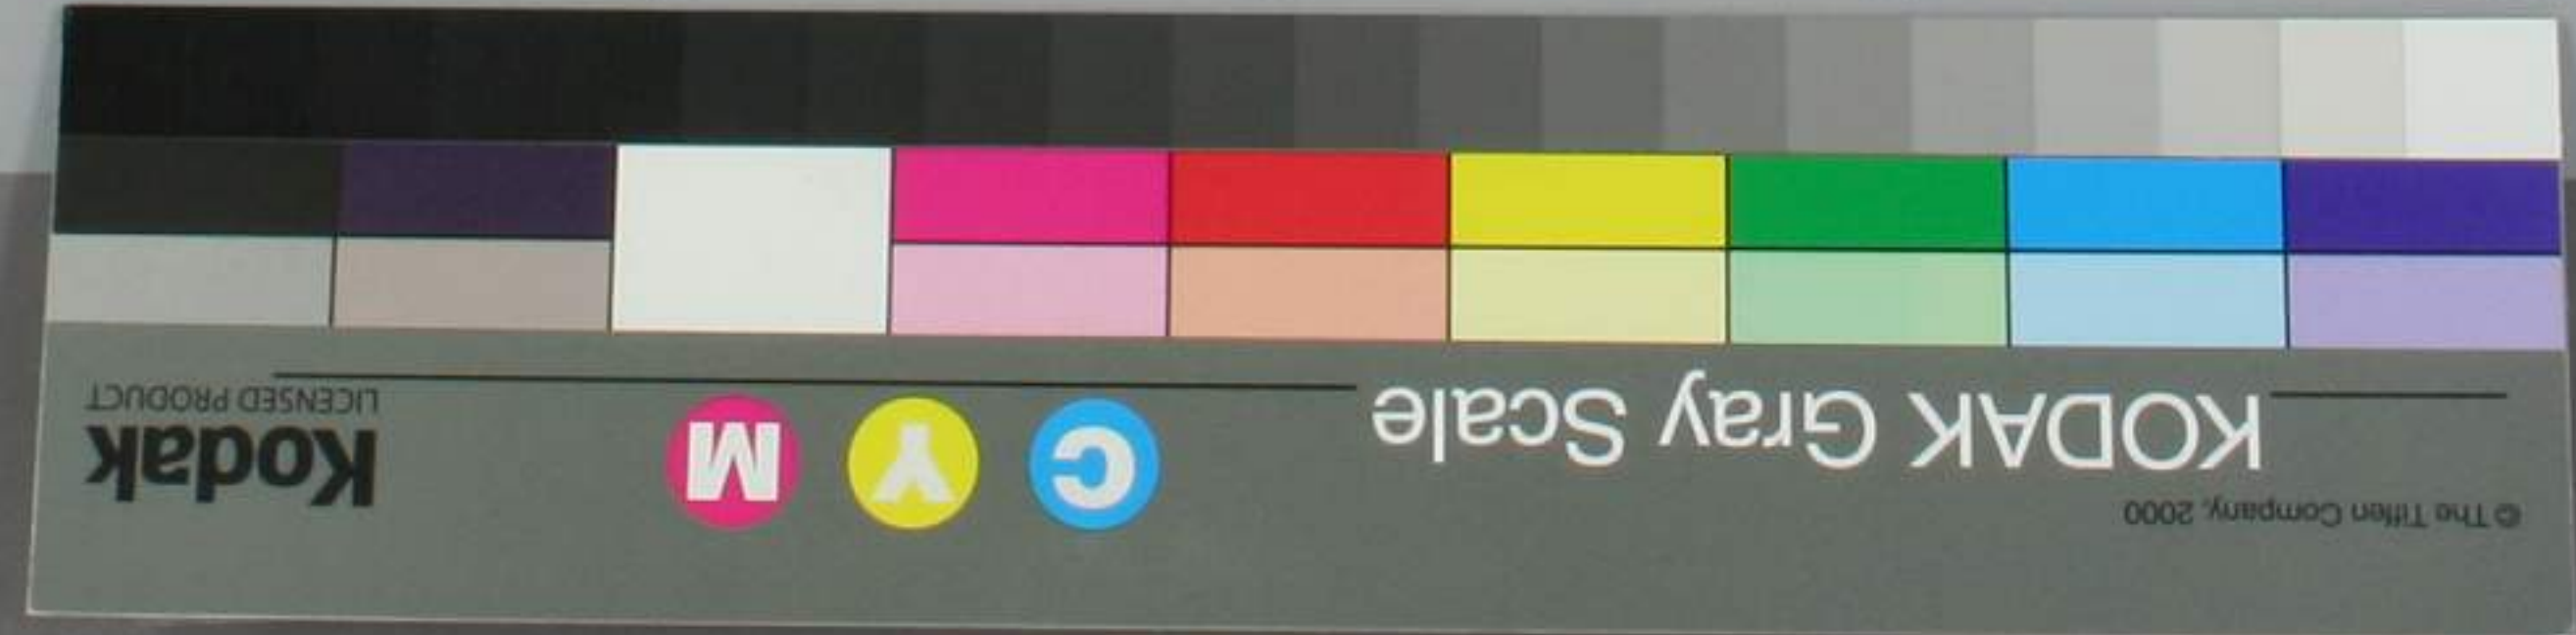 © The Tiffen Company, 2000
KODAK Gray Scale
C Y M
Kodak
LICENSED PRODUCT